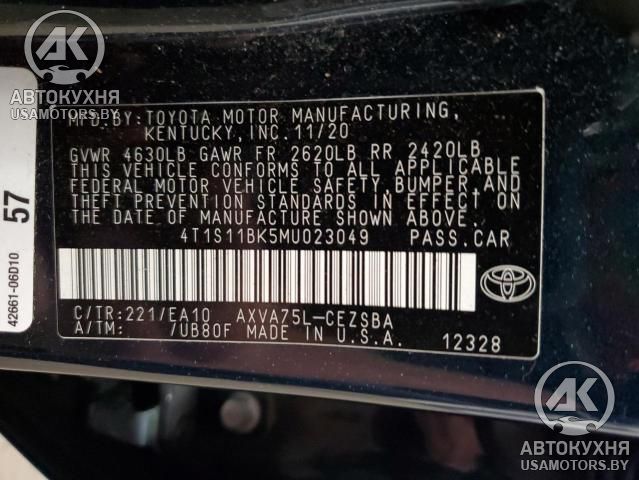 AK
АВТОКУХНЯ
USAMOTORS.BY
57
42661-06D10
MFD.BY: TOYOTA MOTOR MANUFACTURING,
KENTUCKY, INC. 11/20
GVWR 4630LB GAWR FR 2620LB RR 2420LB
THIS VEHICLE CONFORMS TO ALL APPLICABLE
FEDERAL MOTOR VEHICLE SAFETY, BUMPER, AND
THEFT PREVENTION STANDARDS IN EFFECT ON
THE DATE OF MANUFACTURE SHOWN ABOVE.
4T1S11BK5MU023049 PASS.CAR
C/TR: 221/EA10 AXVA75L-CEZSBA
A/TM: /UB80F MADE IN U.S.A. 12328
AK
АВТОКУХНЯ
USAMOTORS.BY